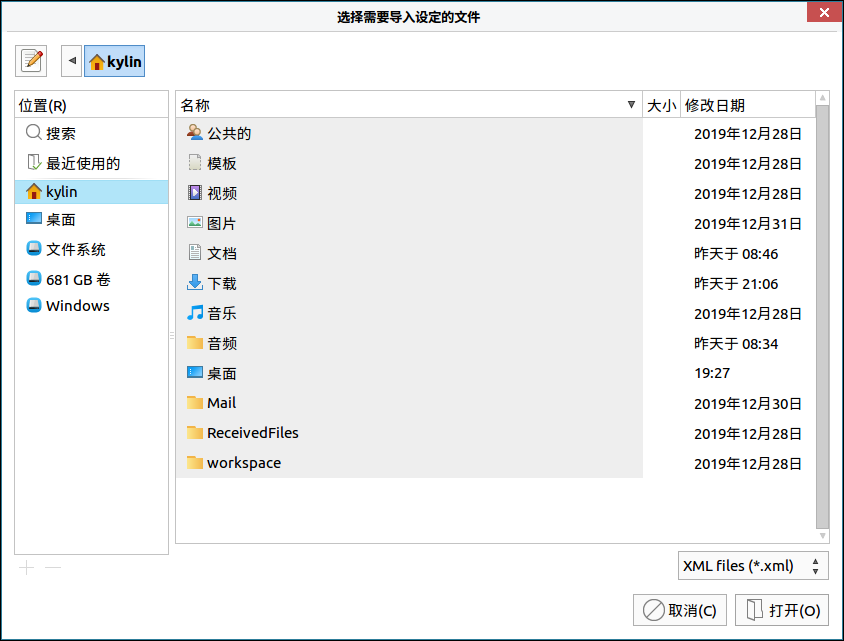 选择需要导入设定的文件
kylin
位置(R)
搜索
最近使用的
kylin
桌面
文件系统
681 GB 卷
Windows
名称 大小 修改日期
公共的 2019年12月28日
模板 2019年12月28日
视频 2019年12月28日
图片 2019年12月31日
文档 昨天于 08:46
下载 昨天于 21:06
音乐 2019年12月28日
音频 昨天于 08:34
桌面 19:27
Mail 2019年12月30日
ReceivedFiles 2019年12月28日
workspace 2019年12月28日
XML files (*.xml)
取消(C) 打开(O)